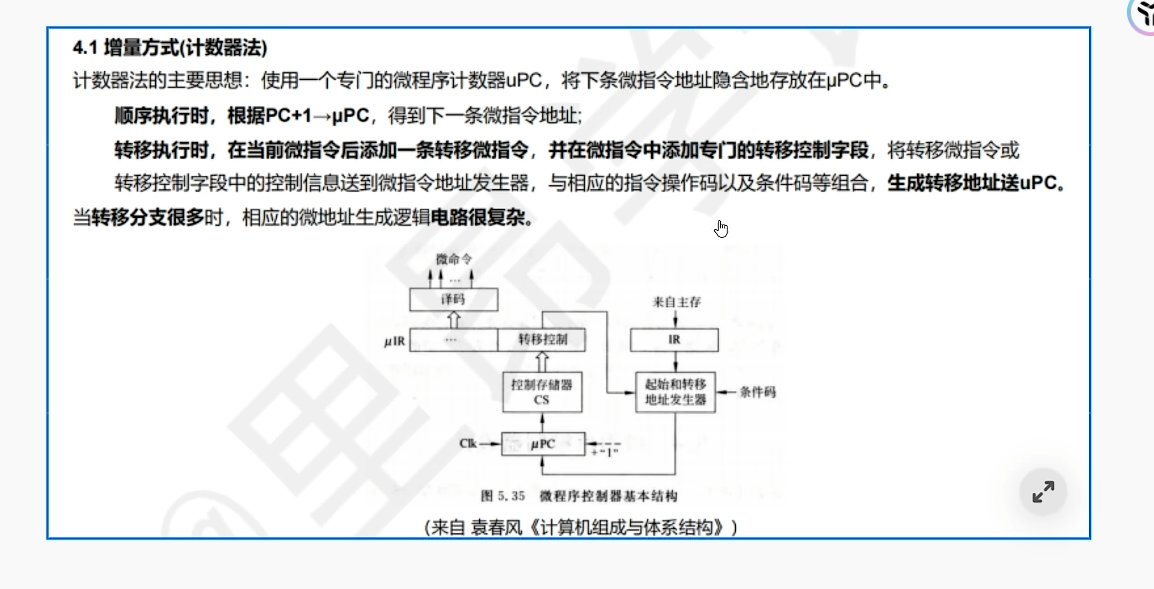 4.1 增量方式(计数器法)
计数器法的主要思想：使用一个专门的微程序计数器uPC，将下条微指令地址隐含地存放在μPC中。
顺序执行时，根据PC+1→μPC，得到下一条微指令地址;
转移执行时，在当前微指令后添加一条转移微指令，并在微指令中添加专门的转移控制字段，将转移微指令或
转移控制字段中的控制信息送到微指令地址发生器，与相应的指令操作码以及条件码等组合，生成转移地址送uPC。
当转移分支很多时，相应的微地址生成逻辑电路很复杂。
微命令
…
译码
来自主存
μIR
…
转移控制
IR
控制存储器
CS
起始和转移
地址发生器
条件码
Clk
μPC
+“1”
图 5.35 微程序控制器基本结构
（来自 袁春风《计算机组成与体系结构》）